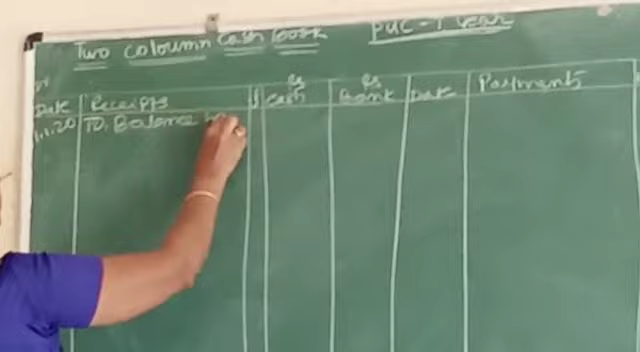 Two coloumn cash book PUC-I Year
Dr
Date Receipts J Rs Cash Rs Bank Date Payments
1.1.20 TO. Balance b